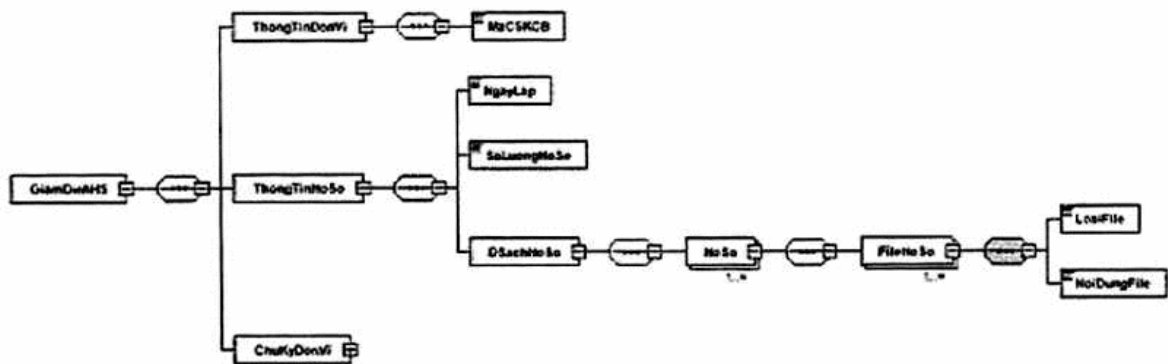 ThongTinDonVi
MaCSKCB
NgayLap
SoLuongHoSo
GiamDinhHS
ThongTinHoSo
LoaiFile
DSachHoSo
HoSo
FileHoSo
1..∞
1..∞
NoiDungFile
ChuKyDonVi